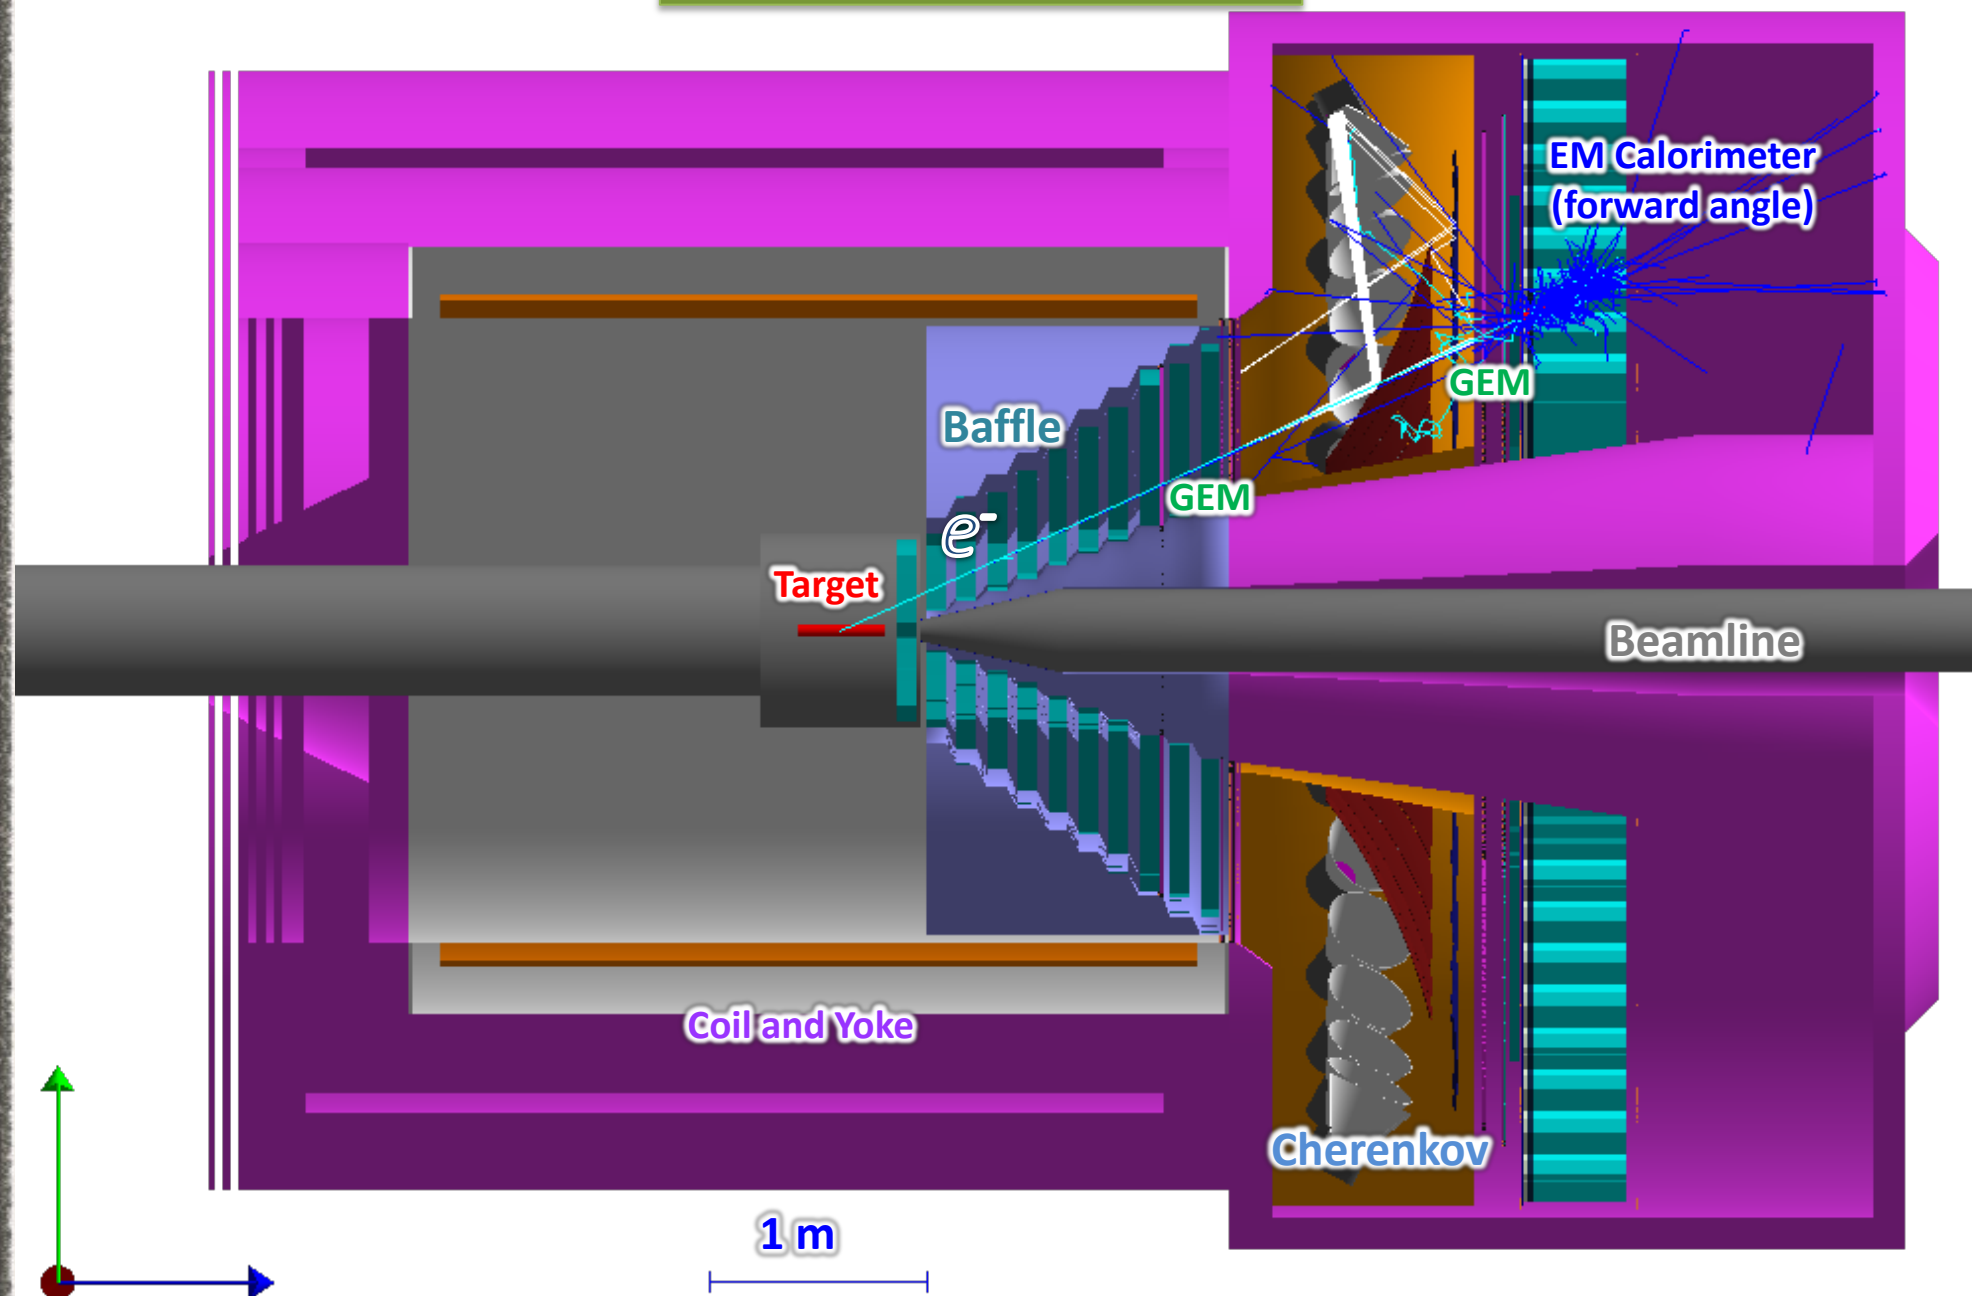 EM Calorimeter
(forward angle)
GEM
Baffle
GEM
e-
Target
Beamline
Coil and Yoke
Cherenkov
1 m